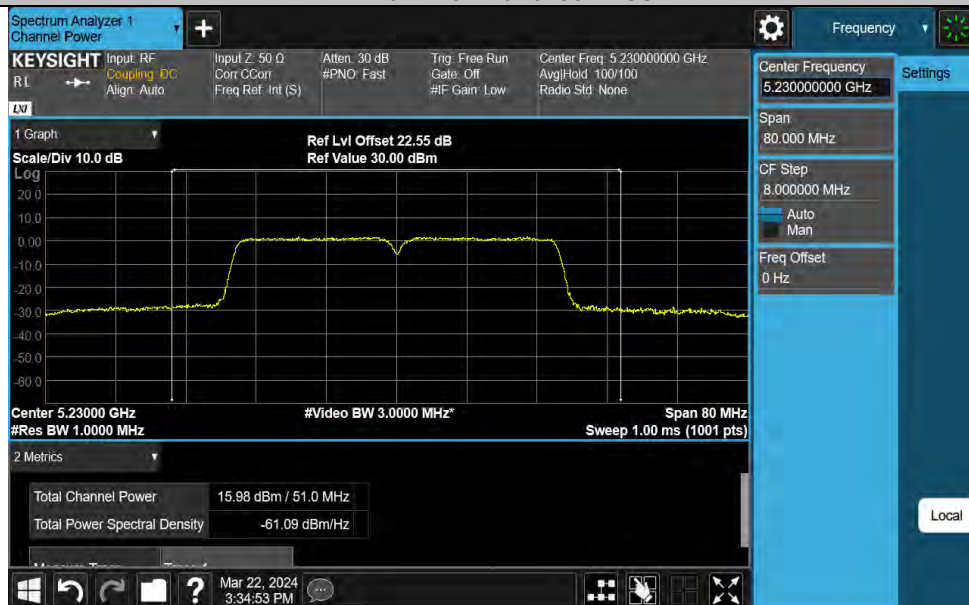 Spectrum Analyzer 1
Channel Power
Frequency
KEYSIGHT
Input: RF
Coupling: DC
Align: Auto
Input Z: 50 Ω
Corr CCorr
Freq Ref: Int (S)
Atten: 30 dB
#PNO: Fast
Trig: Free Run
Gate: Off
#IF Gain: Low
Center Freq: 5.230000000 GHz
Avg|Hold: 100/100
Radio Std: None
LXI
Center Frequency
5.230000000 GHz
Settings
Span
80.000 MHz
CF Step
8.000000 MHz
Auto
Man
Freq Offset
0 Hz
Local
1 Graph
Scale/Div 10.0 dB
Ref Lvl Offset 22.55 dB
Ref Value 30.00 dBm
Log
20.0
10.0
0.00
-10.0
-20.0
-30.0
-40.0
-50.0
-60.0
Center 5.23000 GHz
#Video BW 3.0000 MHz*
Span 80 MHz
#Res BW 1.0000 MHz
Sweep 1.00 ms (1001 pts)
2 Metrics
Total Channel Power 15.98 dBm / 51.0 MHz
Total Power Spectral Density -61.09 dBm/Hz
Mar 22, 2024
3:34:53 PM